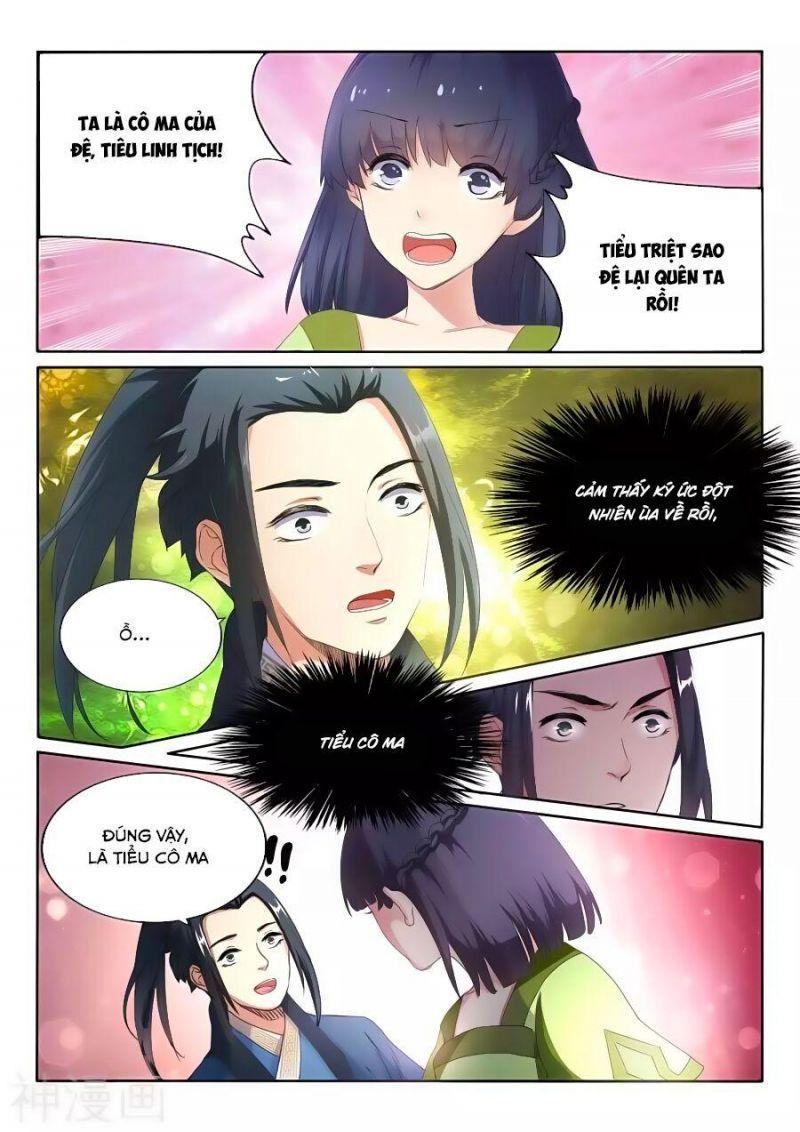 TA LÀ CÔ MA CỦA
ĐỆ, TIÊU LINH TỊCH!
TIỂU TRIỆT SAO
ĐỆ LẠI QUÊN TA
RỒI!
CẢM THẤY KÝ ỨC ĐỘT
NHIÊN ÙA VỀ RỒI,
Ồ...
TIỂU CÔ MA
ĐÚNG VẬY,
LÀ TIỂU CÔ MA
!!
神漫画